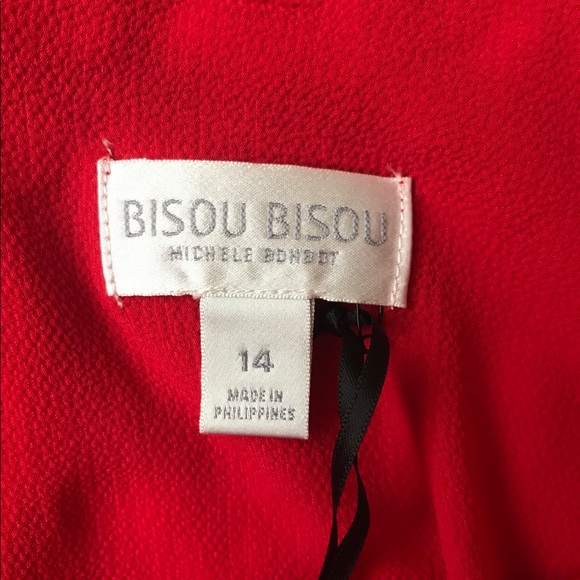 BISOU BISOU
MICHELE BOHBOT
14
MADE IN
PHILIPPINES